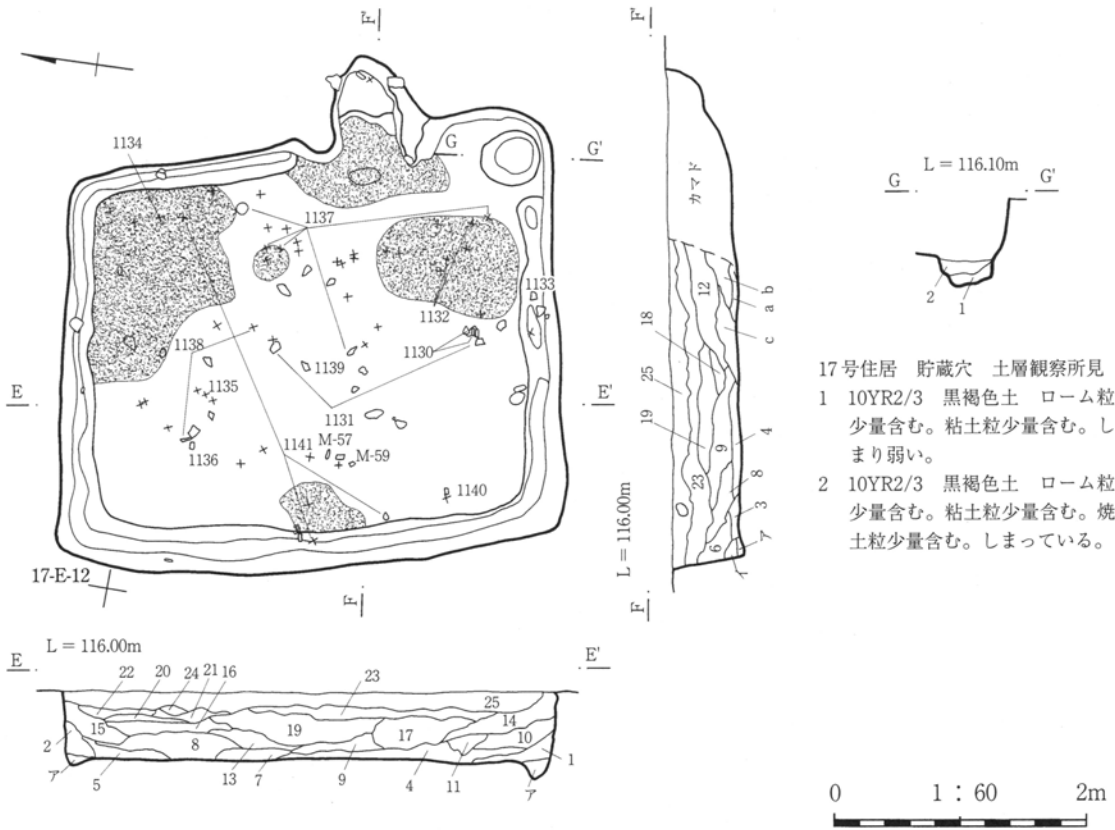 F'
1134
G
G'
1137
1133
1132
1138
1139
1130
1135
E
E'
1131
1136
1141
M-57
M-59
1140
17-E-12
F
F'
カマド
12
b
a
c
18
25
19
4
9
23
8
3
6
ア
イ
L = 116.00m
F
L = 116.10m
G
G'
2
1
17号住居 貯蔵穴 土層観察所見
1 10YR2/3 黒褐色土 ローム粒
少量含む。粘土粒少量含む。し
まり弱い。
2 10YR2/3 黒褐色土 ローム粒
少量含む。粘土粒少量含む。焼
土粒少量含む。しまっている。
L = 116.00m
E
E'
22
20
24
21
16
23
25
15
19
17
14
10
2
8
ア
5
13
7
9
4
11
1
ア
0
1:60
2m